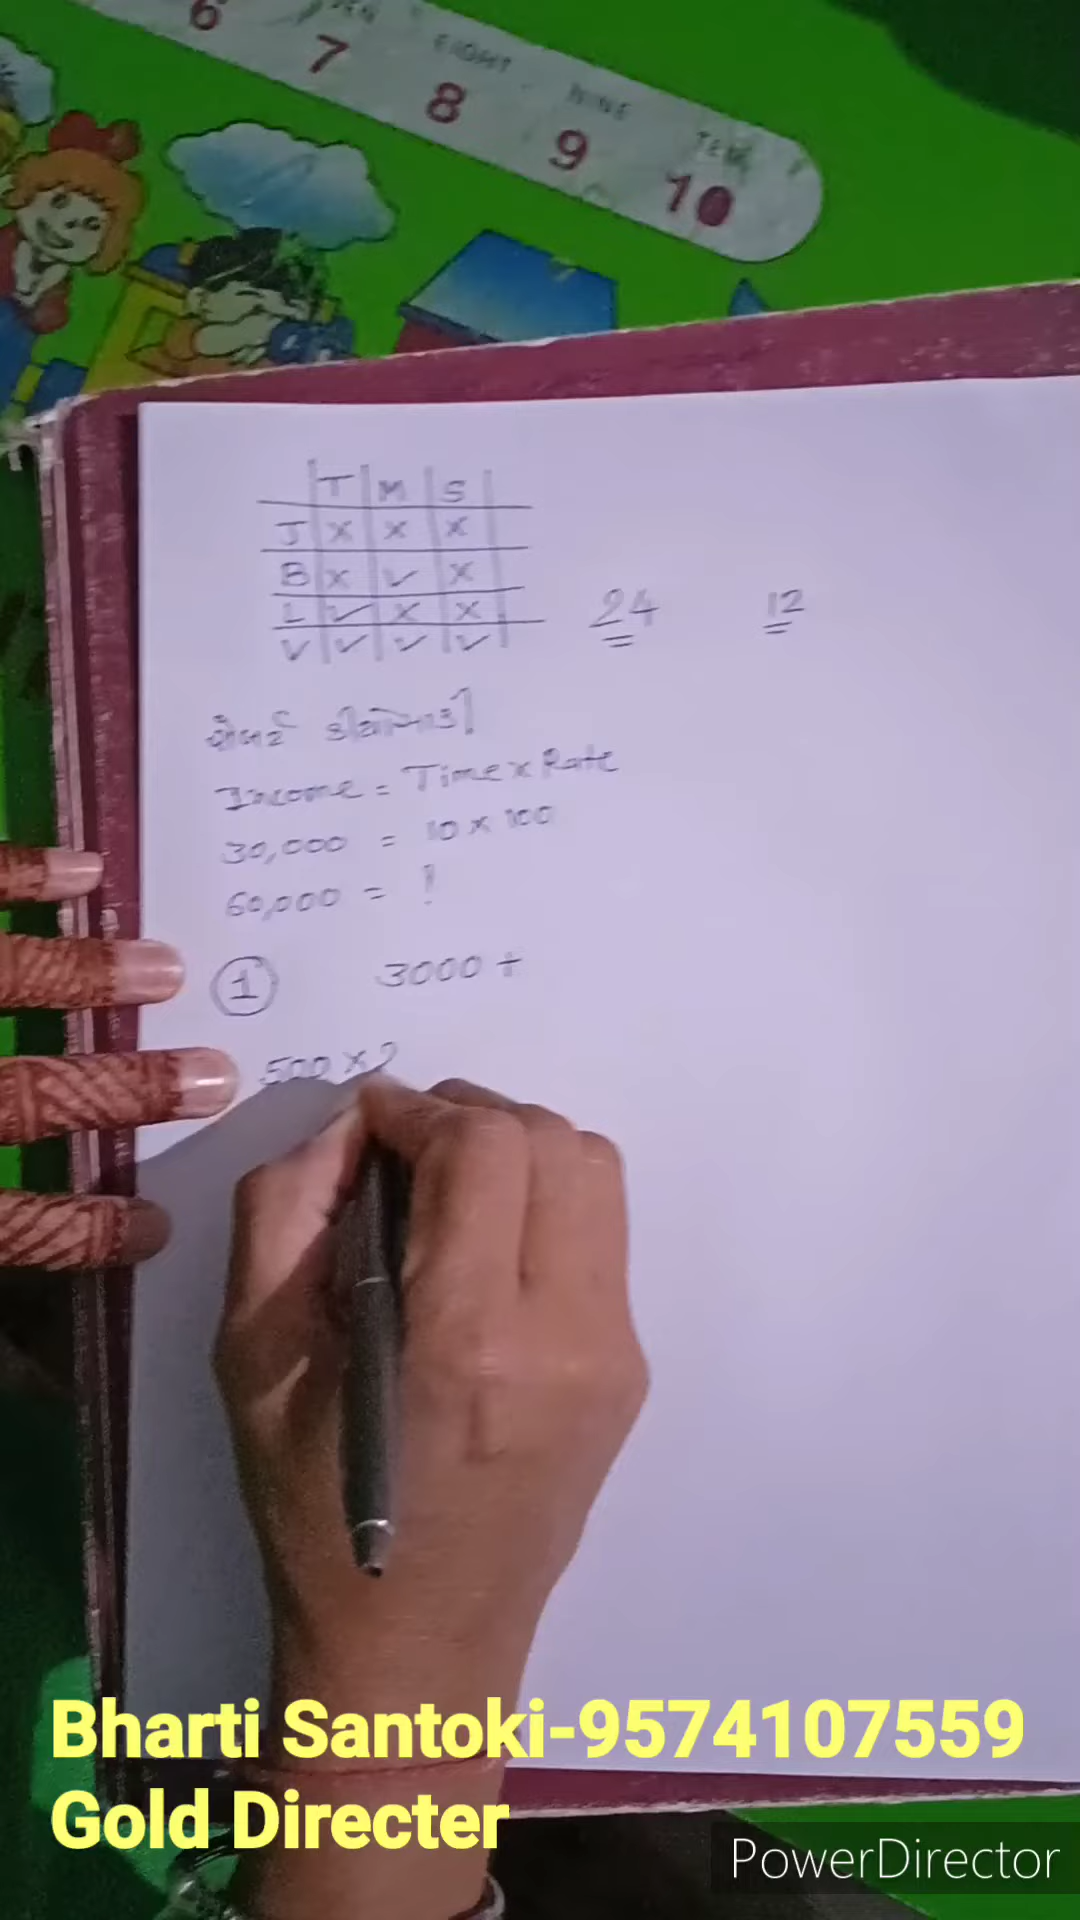 6 7 8 9 10
EIGHT NINE TEN
T M S
J × × ×
B × ✓ ×
L ✓ × ×
V ✓ ✓ ✓
24 12
Income = Time × Rate
30,000 = 10 × 100
60,000 = ?
1 3000 +
500 × 2
Bharti Santoki-9574107559
Gold Directer
PowerDirector